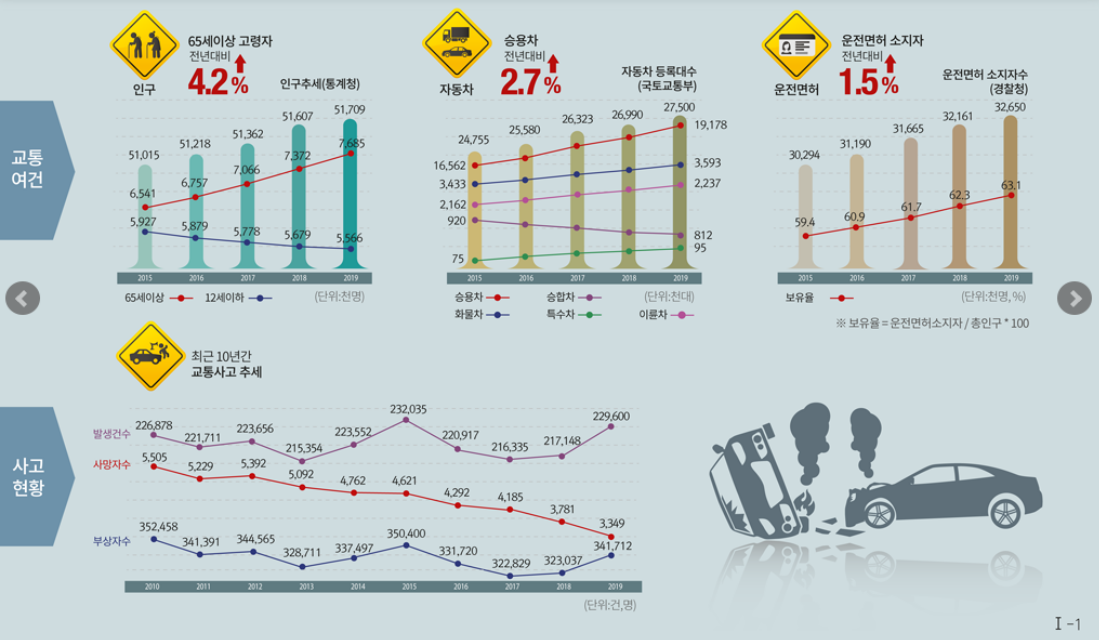 65세이상 고령자
전년대비
4.2%
인구
인구추세(통계청)
51,015
51,218
51,362
51,607
51,709
6,541
6,757
7,066
7,372
7,685
5,927
5,879
5,778
5,679
5,566
2015 2016 2017 2018 2019
65세이상 12세이하 (단위:천명)
승용차
전년대비
2.7%
자동차
자동차 등록대수
(국토교통부)
24,755
25,580
26,323
26,990
27,500
16,562
19,178
3,433
3,593
2,162
2,237
920
812
75
95
2015 2016 2017 2018 2019
승용차 승합차 (단위:천대)
화물차 특수차 이륜차
운전면허 소지자
전년대비
1.5%
운전면허
운전면허 소지자수
(경찰청)
30,294
31,190
31,665
32,161
32,650
59.4
60.9
61.7
62.3
63.1
2015 2016 2017 2018 2019
보유율 (단위:천명, %)
※ 보유율 = 운전면허소지자 / 총인구 * 100
교통
여건
최근 10년간
교통사고 추세
발생건수
226,878
221,711
223,656
215,354
223,552
232,035
220,917
216,335
217,148
229,600
사망자수
5,505
5,229
5,392
5,092
4,762
4,621
4,292
4,185
3,781
3,349
부상자수
352,458
341,391
344,565
328,711
337,497
350,400
331,720
322,829
323,037
341,712
2010 2011 2012 2013 2014 2015 2016 2017 2018 2019
(단위:건,명)
사고
현황
Ⅰ-1